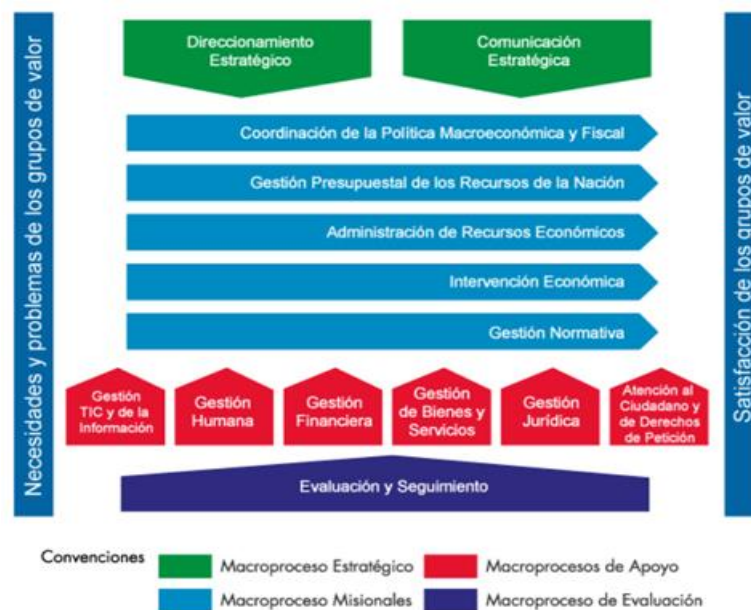 Necesidades y problemas de los grupos de valor
Direccionamiento
Estratégico
Comunicación
Estratégica
Coordinación de la Política Macroeconómica y Fiscal
Gestión Presupuestal de los Recursos de la Nación
Administración de Recursos Económicos
Intervención Económica
Gestión Normativa
Gestión
TIC y de la
Información
Gestión
Humana
Gestión
Financiera
Gestión
de Bienes y
Servicios
Gestión
Jurídica
Atención al
Ciudadano y
de Derechos
de Petición
Evaluación y Seguimiento
Satisfacción de los grupos de valor
Convenciones
Macroproceso Estratégico
Macroprocesos de Apoyo
Macroproceso Misionales
Macroproceso de Evaluación